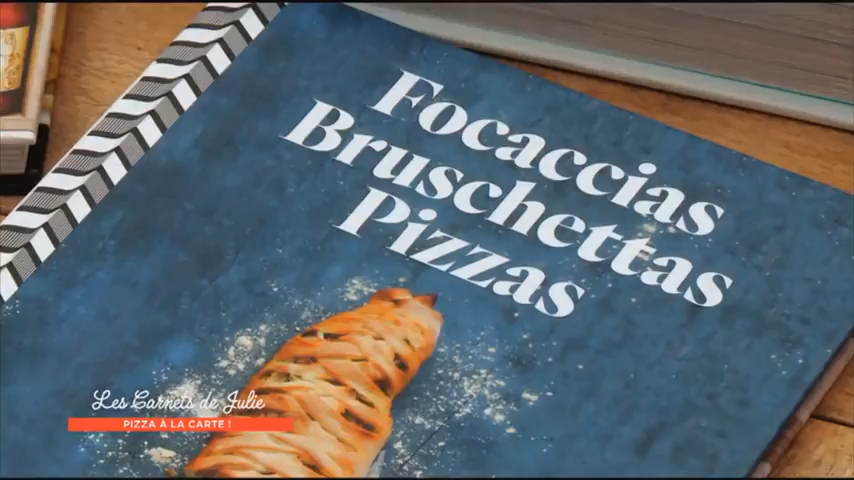 Focaccias
Bruschettas
Pizzas
Les Carnets de Julie
PIZZA À LA CARTE !